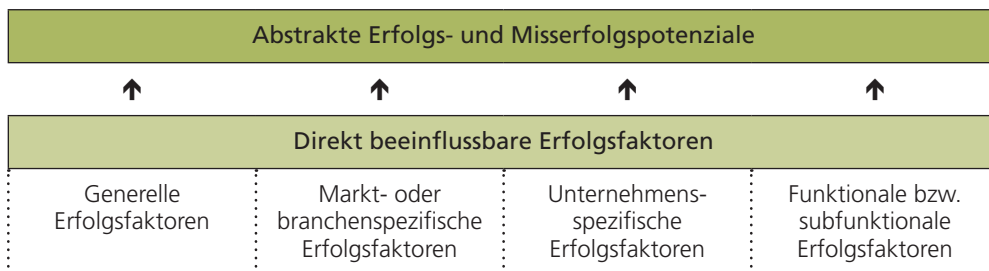 Abstrakte Erfolgs- und Misserfolgspotenziale
Direkt beeinflussbare Erfolgsfaktoren
Generelle
Erfolgsfaktoren
Markt- oder
branchenspezifische
Erfolgsfaktoren
Unternehmens-
spezifische
Erfolgsfaktoren
Funktionale bzw.
subfunktionale
Erfolgsfaktoren